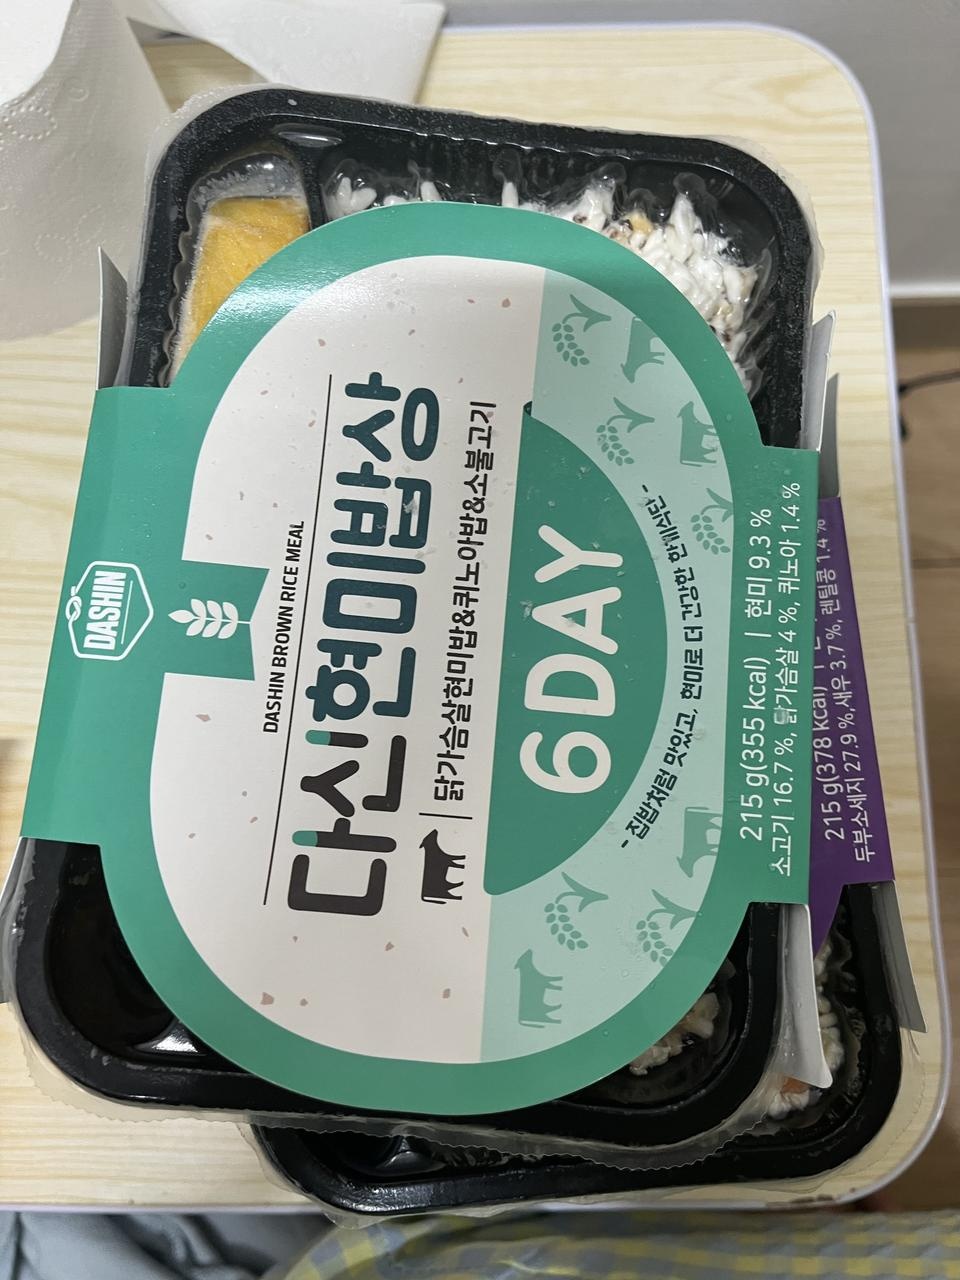 DASHIN
DASHIN BROWN RICE MEAL
다신현미밥상
닭가슴살현미밥&퀴노아밥&소불고기
6DAY
- 집밥처럼 맛있고, 현미로 더 건강한 한끼식단 -
215 g(355 kcal) | 현미 9.3 %
소고기 16.7 %, 닭가슴살 4 %, 퀴노아 1.4 %
215 g(378 kcal) |
두부소세지 27.9 %,새우 3.7 %, 렌틸콩 1.4 %